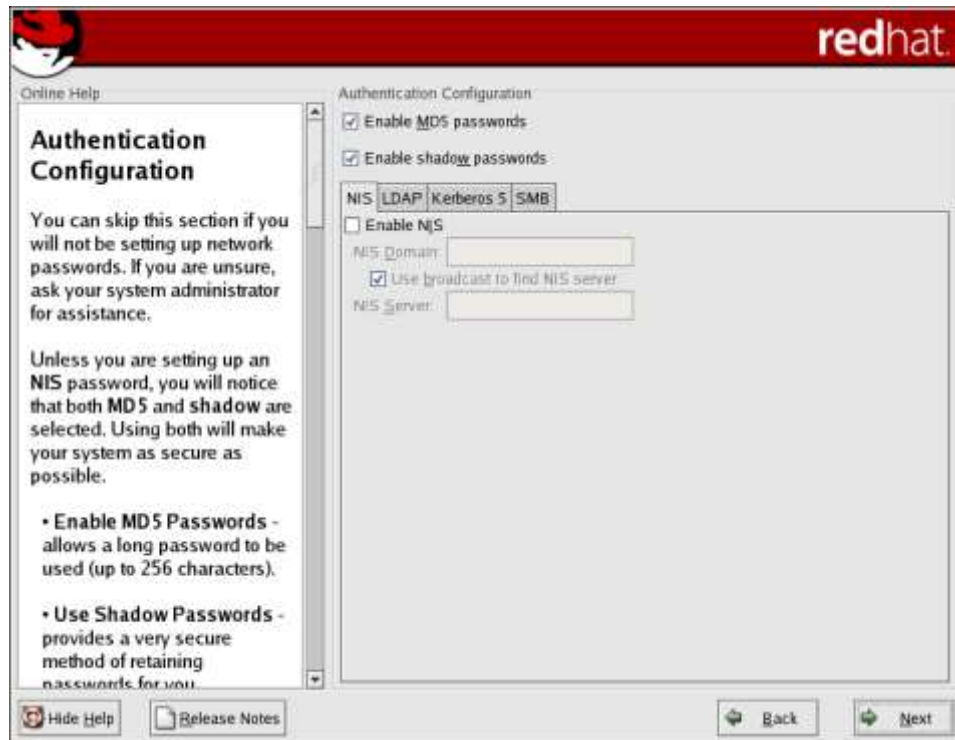 redhat.
Online Help
Authentication
Configuration
You can skip this section if you
will not be setting up network
passwords. If you are unsure,
ask your system administrator
for assistance.
Unless you are setting up an
NIS password, you will notice
that both MD5 and shadow are
selected. Using both will make
your system as secure as
possible.
• Enable MD5 Passwords -
allows a long password to be
used (up to 256 characters).
• Use Shadow Passwords -
provides a very secure
method of retaining
passwords for you.
Authentication Configuration
Enable MD5 passwords
Enable shadow passwords
NIS LDAP Kerberos 5 SMB
Enable NIS
NIS Domain:
Use broadcast to find NIS server
NIS Server:
Hide Help
Release Notes
Back
Next